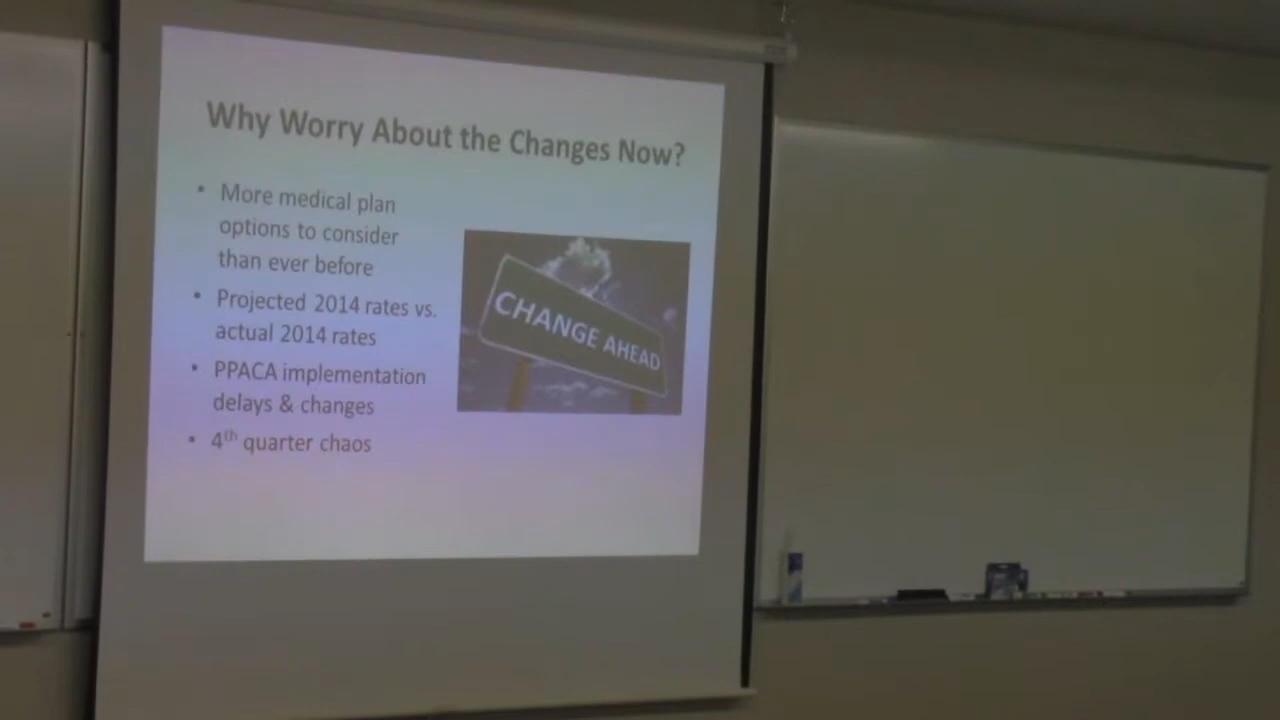 Why Worry About the Changes Now?
• More medical plan
options to consider
than ever before
• Projected 2014 rates vs.
actual 2014 rates
• PPACA implementation
delays & changes
• 4th quarter chaos
CHANGE AHEAD